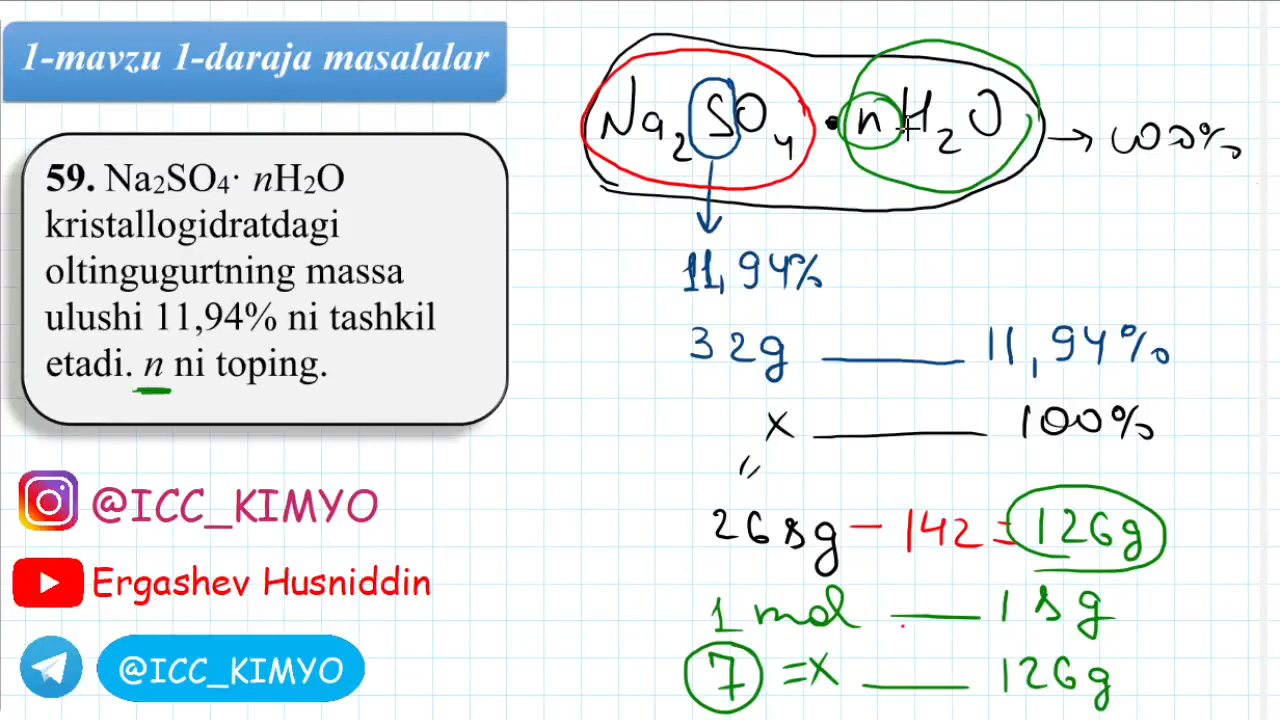 1-mavzu 1-daraja masalalar
59. Na₂SO₄· nH₂O
kristallogidratdagi
oltingugurtning massa
ulushi 11,94% ni tashkil
etadi. n ni toping.
@ICC_KIMYO
Ergashev Husniddin
@ICC_KIMYO
Na₂SO₄ · nH₂O → 100%
11,94%
32g — 11,94%
x — 100%
"
268g - 142 = 126g
1 mol — 18g
7 = x — 126g